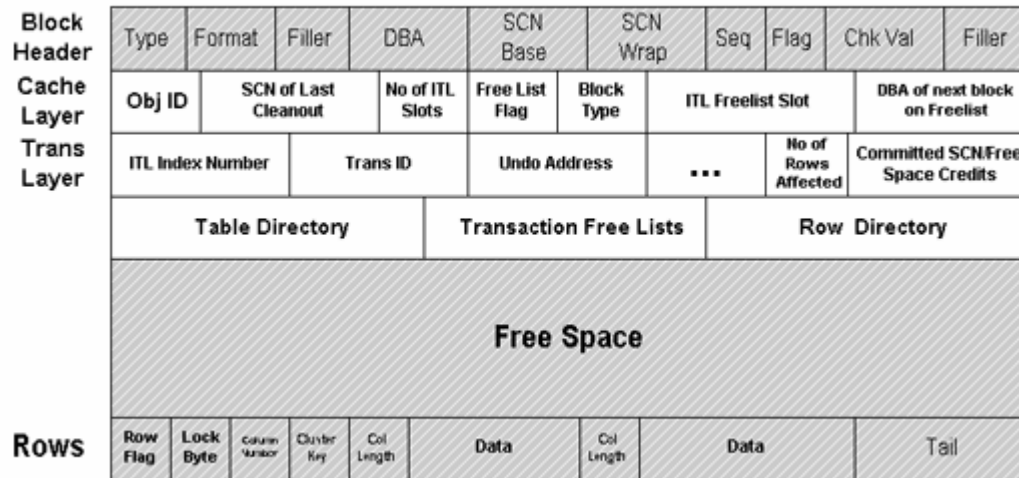 Block Header
Type Format Filler DBA SCN Base SCN Wrap Seq Flag Chk Val Filler
Cache Layer
Obj ID SCN of Last Cleanout No of ITL Slots Free List Flag Block Type ITL Freelist Slot DBA of next block on Freelist
Trans Layer
ITL Index Number Trans ID Undo Address ... No of Rows Affected Committed SCN/Free Space Credits
Table Directory Transaction Free Lists Row Directory
Free Space
Rows
Row Flag Lock Byte Column Number Cluster Key Col Length Data Col Length Data Tail